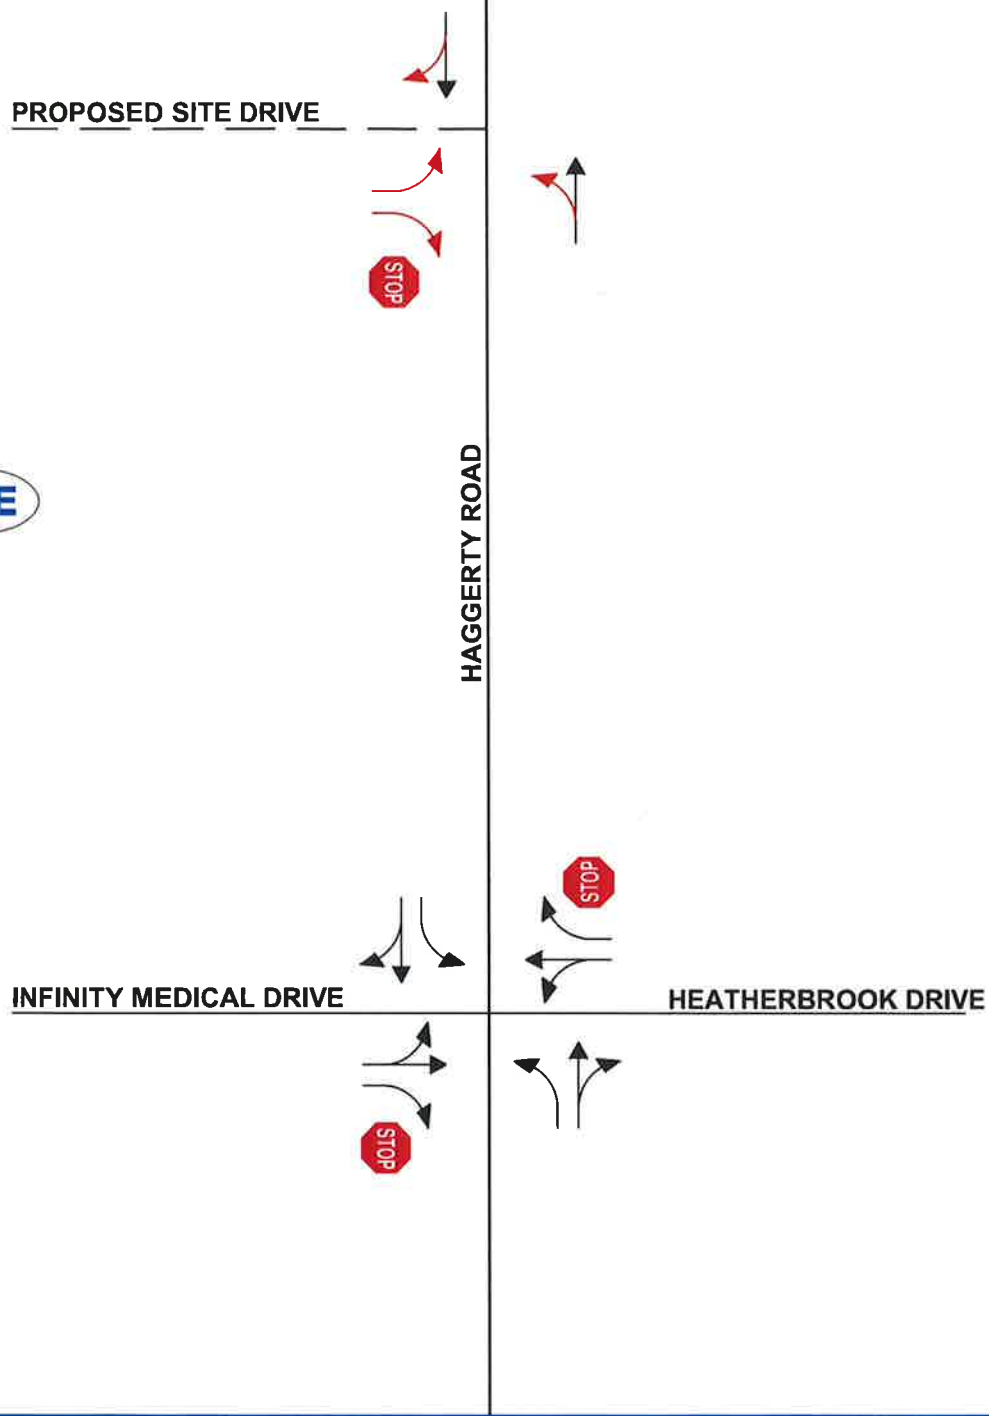 PROPOSED SITE DRIVE
STOP
HAGGERTY ROAD
E
STOP
INFINITY MEDICAL DRIVE
HEATHERBROOK DRIVE
STOP